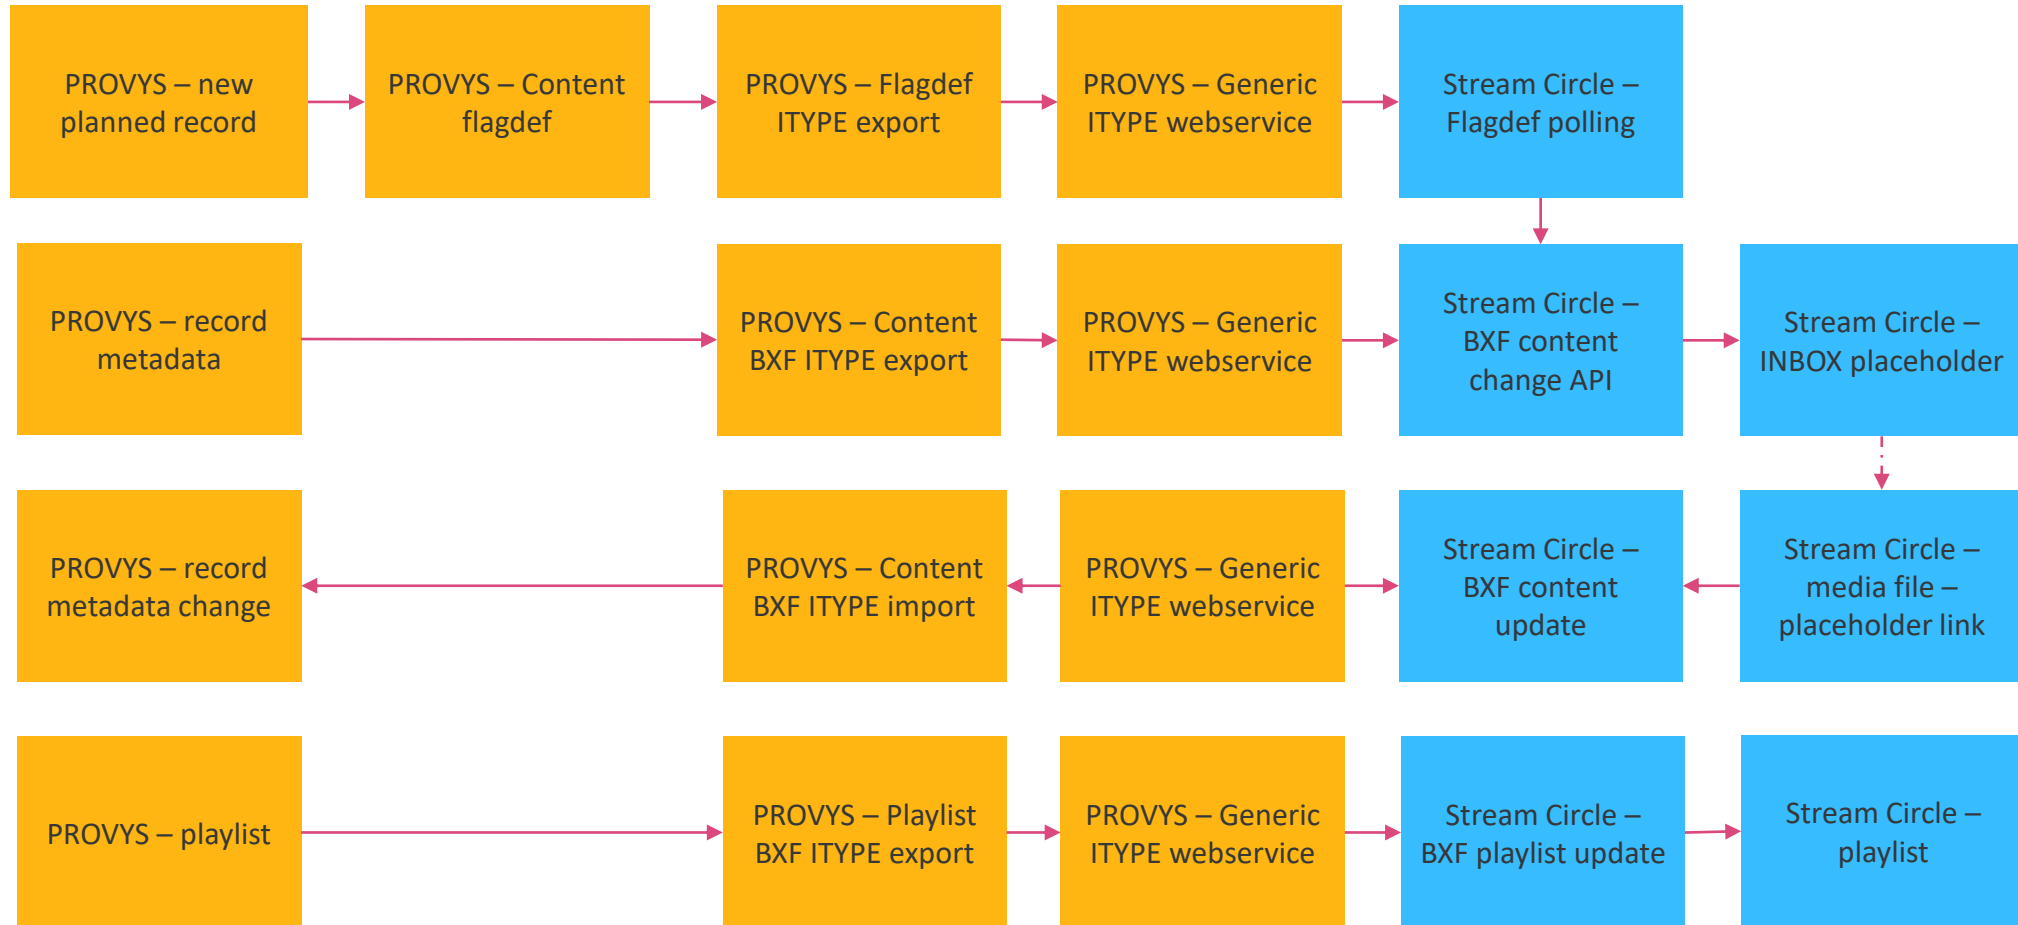 PROVYS – new
planned record
PROVYS – Content
flagdef
PROVYS – Flagdef
ITYPE export
PROVYS – Generic
ITYPE webservice
Stream Circle –
Flagdef polling
PROVYS – record
metadata
PROVYS – Content
BXF ITYPE export
PROVYS – Generic
ITYPE webservice
Stream Circle –
BXF content
change API
Stream Circle –
INBOX placeholder
PROVYS – record
metadata change
PROVYS – Content
BXF ITYPE import
PROVYS – Generic
ITYPE webservice
Stream Circle –
BXF content
update
Stream Circle –
media file –
placeholder link
PROVYS – playlist
PROVYS – Playlist
BXF ITYPE export
PROVYS – Generic
ITYPE webservice
Stream Circle –
BXF playlist update
Stream Circle –
playlist